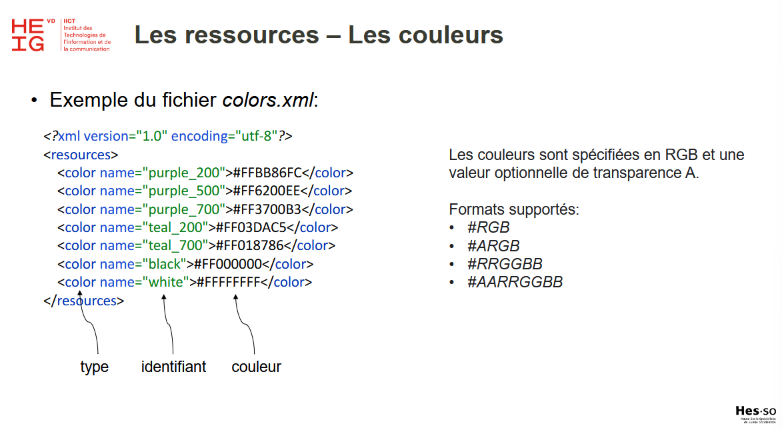 HE
IG
VD
IICT
Institut des
Technologies de
l'Information et de
la communication
Les ressources – Les couleurs
• Exemple du fichier colors.xml:
<?xml version="1.0" encoding="utf-8"?>
<resources>
<color name="purple_200">#FFBB86FC</color>
<color name="purple_500">#FF6200EE</color>
<color name="purple_700">#FF3700B3</color>
<color name="teal_200">#FF03DAC5</color>
<color name="teal_700">#FF018786</color>
<color name="black">#FF000000</color>
<color name="white">#FFFFFFFF</color>
</resources>
type identifiant couleur
Les couleurs sont spécifiées en RGB et une
valeur optionnelle de transparence A.
Formats supportés:
• #RGB
• #ARGB
• #RRGGBB
• #AARRGGBB
Hes·so